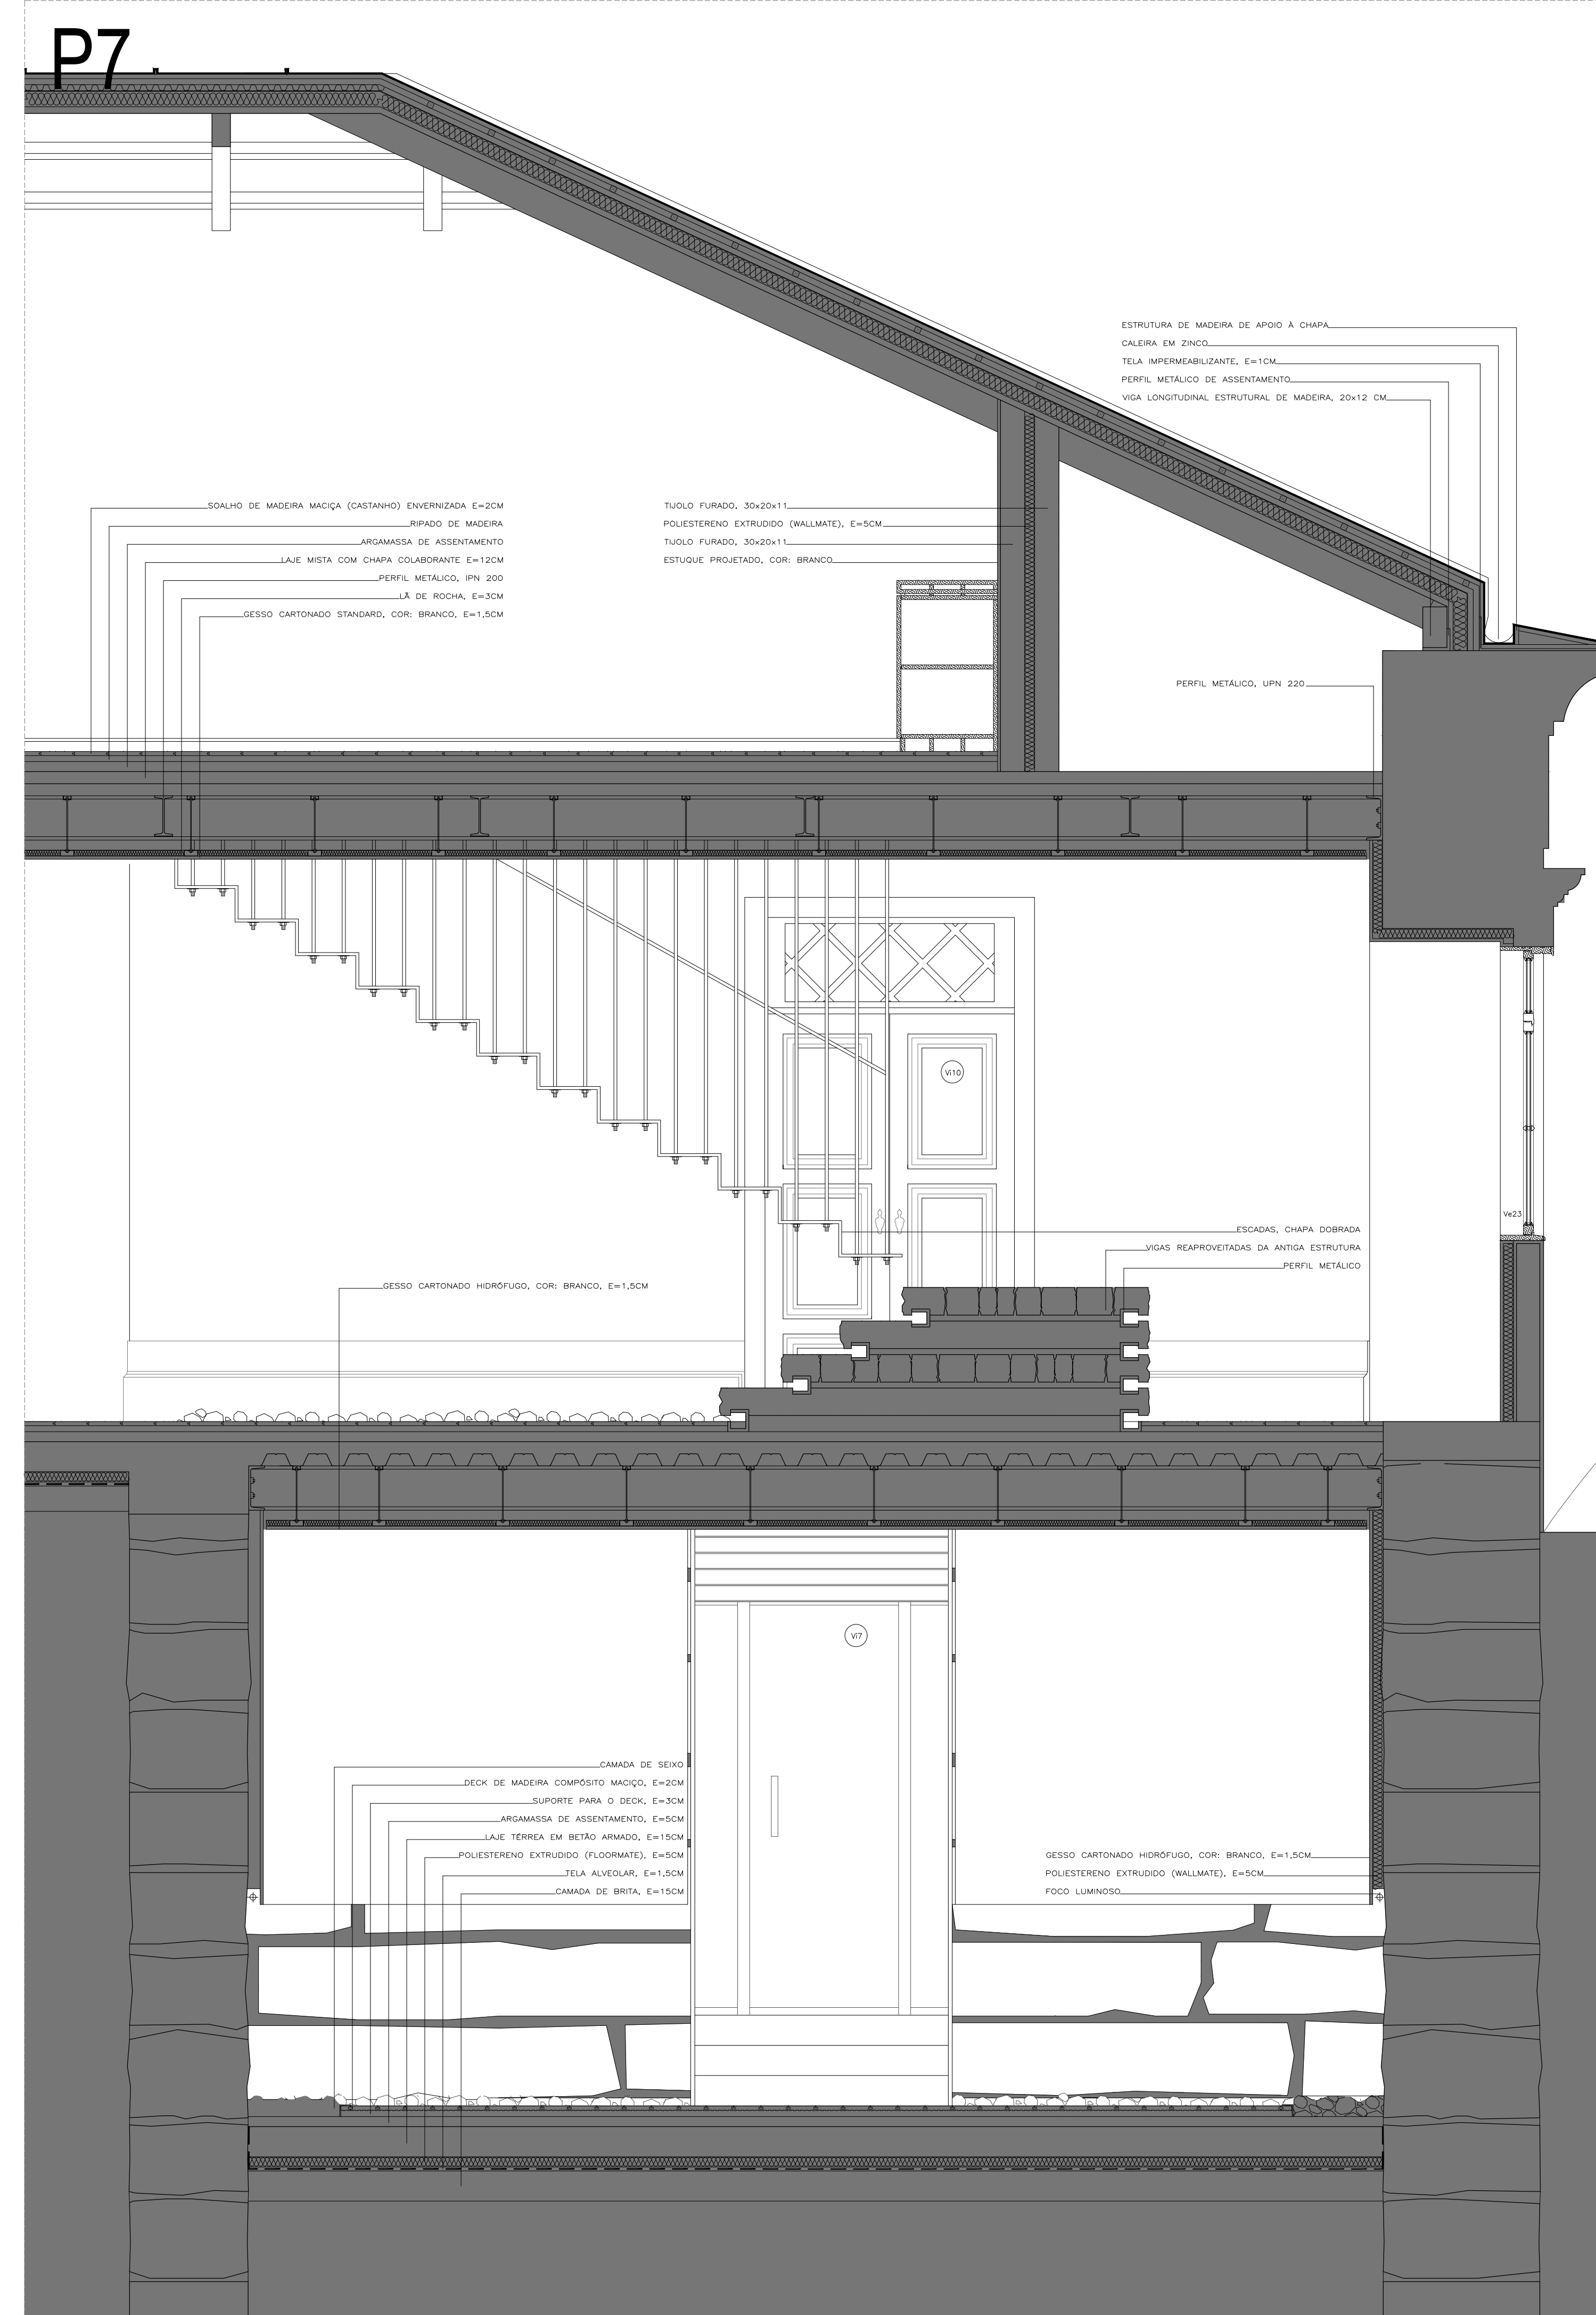 P7
ESTRUTURA DE MADEIRA DE APOIO À CHAPA
CALEIRA EM ZINCO
TELA IMPERMEABILIZANTE, E=1CM
PERFIL METÁLICO DE ASSENTAMENTO
VIGA LONGITUDINAL ESTRUTURAL DE MADEIRA, 20x12 CM
SOALHO DE MADEIRA MACIÇA (CASTANHO) ENVERNIZADA E=2CM
RIPADO DE MADEIRA
ARGAMASSA DE ASSENTAMENTO
LAJE MISTA COM CHAPA COLABORANTE E=12CM
PERFIL METÁLICO, IPN 200
LÃ DE ROCHA, E=3CM
GESSO CARTONADO STANDARD, COR: BRANCO, E=1,5CM
TIJOLO FURADO, 30x20x11
POLIESTERENO EXTRUDIDO (WALLMATE), E=5CM
TIJOLO FURADO, 30x20x11
ESTUQUE PROJETADO, COR: BRANCO
PERFIL METÁLICO, UPN 220
Vi10
Ve23
ESCADAS, CHAPA DOBRADA
VIGAS REAPROVEITADAS DA ANTIGA ESTRUTURA
PERFIL METÁLICO
GESSO CARTONADO HIDRÓFUGO, COR: BRANCO, E=1,5CM
Vi7
CAMADA DE SEIXO
DECK DE MADEIRA COMPÓSITO MACIÇO, E=2CM
SUPORTE PARA O DECK, E=3CM
ARGAMASSA DE ASSENTAMENTO, E=5CM
LAJE TÉRREA EM BETÃO ARMADO, E=15CM
POLIESTERENO EXTRUDIDO (FLOORMATE), E=5CM
TELA ALVEOLAR, E=1,5CM
CAMADA DE BRITA, E=15CM
GESSO CARTONADO HIDRÓFUGO, COR: BRANCO, E=1,5CM
POLIESTERENO EXTRUDIDO (WALLMATE), E=5CM
FOCO LUMINOSO